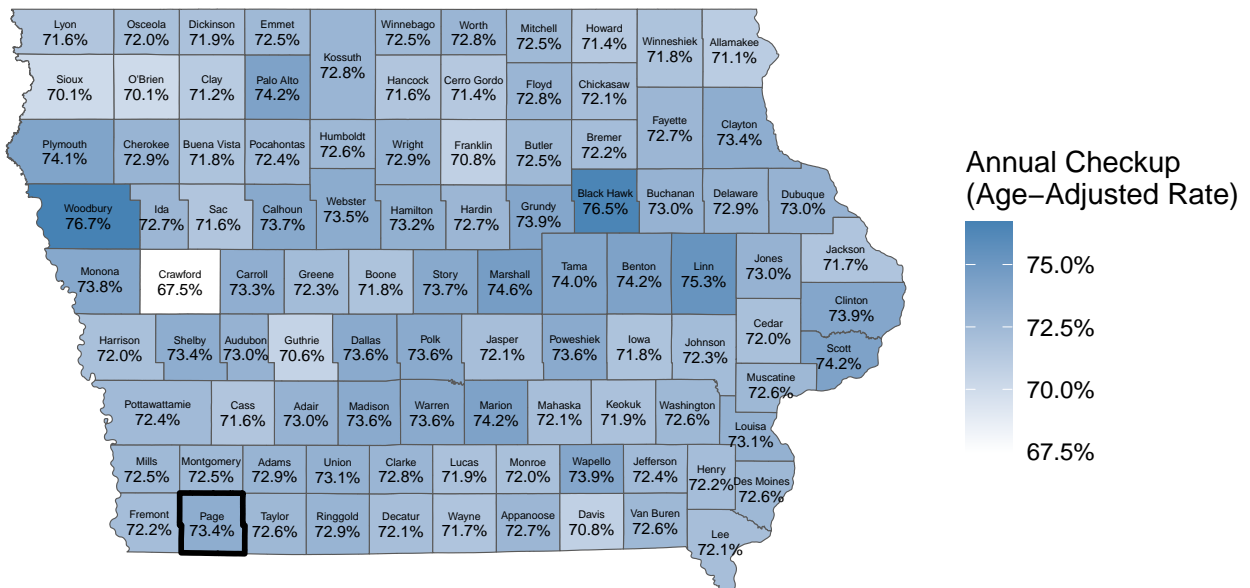 Lyon
71.6%
Osceola
72.0%
Dickinson
71.9%
Emmet
72.5%
Kossuth
72.8%
Winnebago
72.5%
Worth
72.8%
Mitchell
72.5%
Howard
71.4%
Winneshiek
71.8%
Allamakee
71.1%
Sioux
70.1%
O'Brien
70.1%
Clay
71.2%
Palo Alto
74.2%
Hancock
71.6%
Cerro Gordo
71.4%
Floyd
72.8%
Chickasaw
72.1%
Fayette
72.7%
Clayton
73.4%
Plymouth
74.1%
Cherokee
72.9%
Buena Vista
71.8%
Pocahontas
72.4%
Humboldt
72.6%
Wright
72.9%
Franklin
70.8%
Butler
72.5%
Bremer
72.2%
Woodbury
76.7%
Ida
72.7%
Sac
71.6%
Calhoun
73.7%
Webster
73.5%
Hamilton
73.2%
Hardin
72.7%
Grundy
73.9%
Black Hawk
76.5%
Buchanan
73.0%
Delaware
72.9%
Dubuque
73.0%
Monona
73.8%
Crawford
67.5%
Carroll
73.3%
Greene
72.3%
Boone
71.8%
Story
73.7%
Marshall
74.6%
Tama
74.0%
Benton
74.2%
Linn
75.3%
Jones
73.0%
Jackson
71.7%
Clinton
73.9%
Harrison
72.0%
Shelby
73.4%
Audubon
73.0%
Guthrie
70.6%
Dallas
73.6%
Polk
73.6%
Jasper
72.1%
Poweshiek
73.6%
Iowa
71.8%
Johnson
72.3%
Cedar
72.0%
Scott
74.2%
Muscatine
72.6%
Pottawattamie
72.4%
Cass
71.6%
Adair
73.0%
Madison
73.6%
Warren
73.6%
Marion
74.2%
Mahaska
72.1%
Keokuk
71.9%
Washington
72.6%
Louisa
73.1%
Mills
72.5%
Montgomery
72.5%
Adams
72.9%
Union
73.1%
Clarke
72.8%
Lucas
71.9%
Monroe
72.0%
Wapello
73.9%
Jefferson
72.4%
Henry
72.2%
Des Moines
72.6%
Fremont
72.2%
Page
73.4%
Taylor
72.6%
Ringgold
72.9%
Decatur
72.1%
Wayne
71.7%
Appanoose
72.7%
Davis
70.8%
Van Buren
72.6%
Lee
72.1%
Annual Checkup
(Age−Adjusted Rate)
75.0%
72.5%
70.0%
67.5%